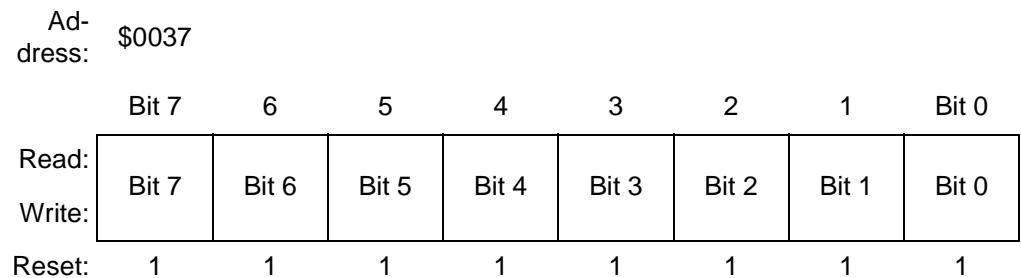 Ad-
dress: $0037
Bit 7 6 5 4 3 2 1 Bit 0
Read:
Bit 7 Bit 6 Bit 5 Bit 4 Bit 3 Bit 2 Bit 1 Bit 0
Write:
Reset: 1 1 1 1 1 1 1 1